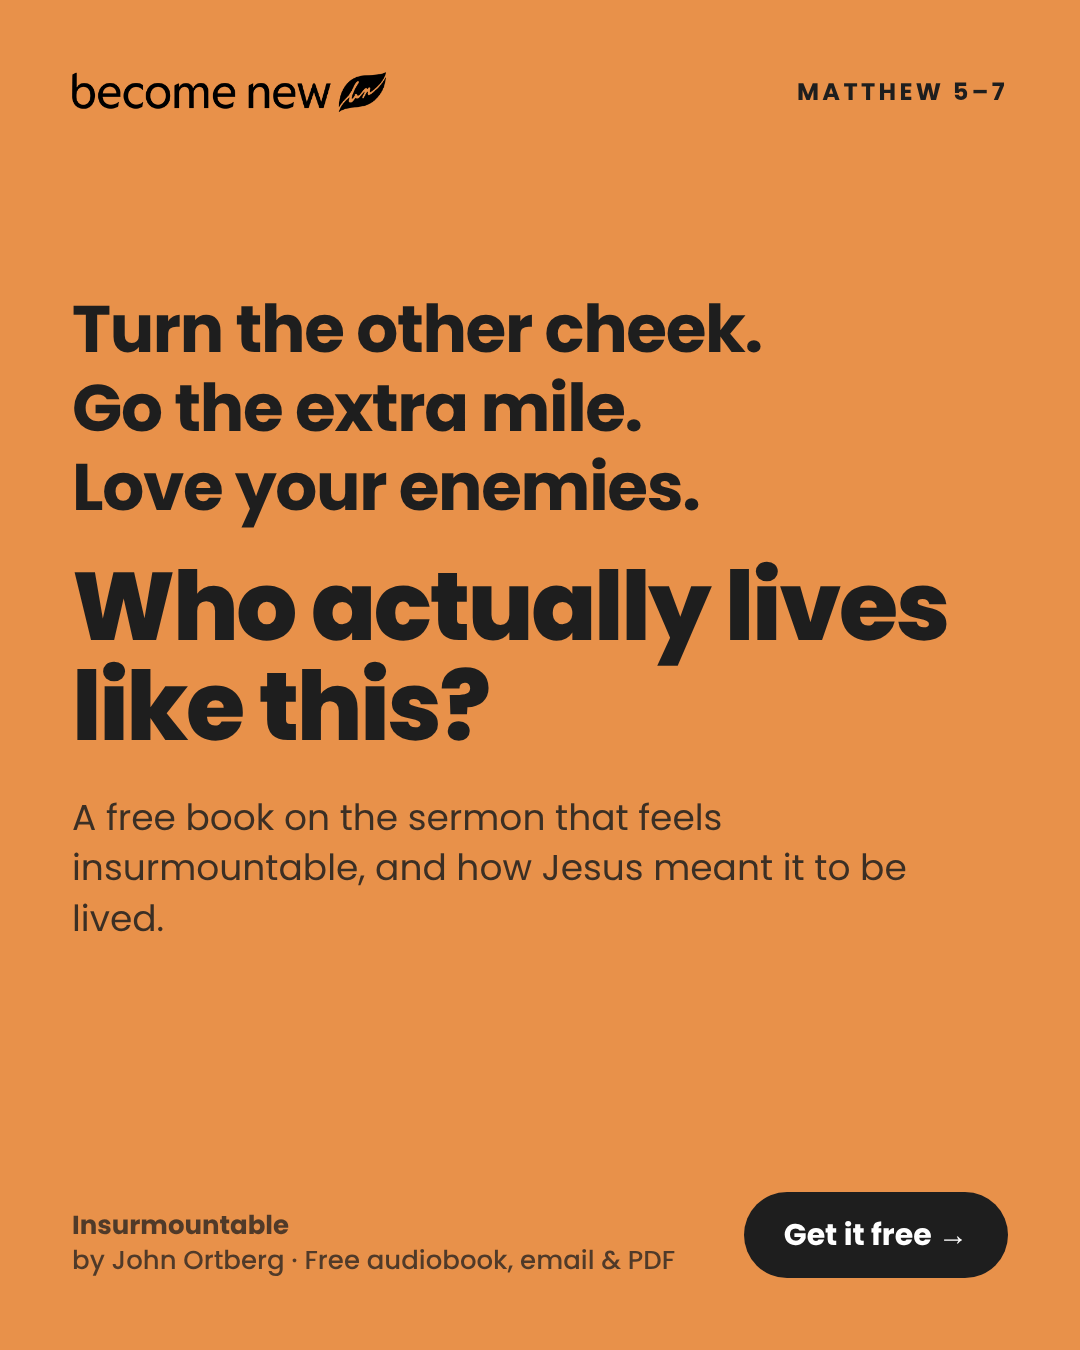 become new bn
MATTHEW 5–7
Turn the other cheek.
Go the extra mile.
Love your enemies.
Who actually lives
like this?
A free book on the sermon that feels
insurmountable, and how Jesus meant it to be
lived.
Insurmountable
by John Ortberg · Free audiobook, email & PDF
Get it free →